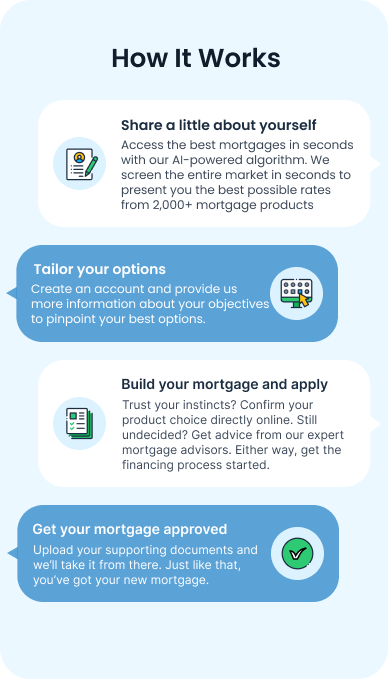 How It Works
Share a little about yourself
Access the best mortgages in seconds
with our AI-powered algorithm. We
screen the entire market in seconds to
present you the best possible rates
from 2,000+ mortgage products
Tailor your options
Create an account and provide us
more information about your objectives
to pinpoint your best options.
Build your mortgage and apply
Trust your instincts? Confirm your
product choice directly online. Still
undecided? Get advice from our expert
mortgage advisors. Either way, get the
financing process started.
Get your mortgage approved
Upload your supporting documents and
we’ll take it from there. Just like that,
you’ve got your new mortgage.